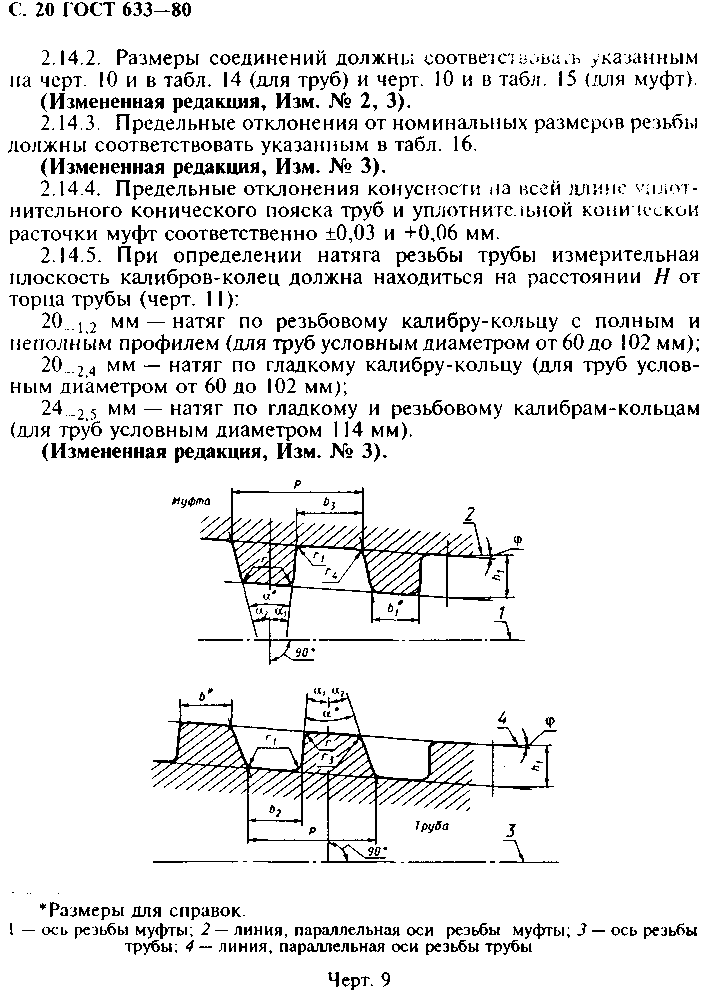 С. 20 ГОСТ 633—80
2.14.2. Размеры соединений должны соответствовать указанным
на черт. 10 и в табл. 14 (для труб) и черт. 10 и в табл. 15 (для муфт).
(Измененная редакция, Изм. № 2, 3).
2.14.3. Предельные отклонения от номинальных размеров резьбы
должны соответствовать указанным в табл. 16.
(Измененная редакция, Изм. № 3).
2.14.4. Предельные отклонения конусности на всей длине уплот-
нительного конического пояска труб и уплотнительной конической
расточки муфт соответственно ±0,03 и +0,06 мм.
2.14.5. При определении натяга резьбы трубы измерительная
плоскость калибров-колец должна находиться на расстоянии H от
торца трубы (черт. 11):
20₋₁,₂ мм — натяг по резьбовому калибру-кольцу с полным и
неполным профилем (для труб условным диаметром от 60 до 102 мм);
20₋₂,₄ мм — натяг по гладкому калибру-кольцу (для труб услов-
ным диаметром от 60 до 102 мм);
24₋₂,₅ мм — натяг по гладкому и резьбовому калибрам-кольцам
(для труб условным диаметром 114 мм).
(Измененная редакция, Изм. № 3).
P
Муфта
b₃
2
φ
r
r₁
r₄
h₁
α*
α₂ α₁
b₁*
1
90°
α₁ α₂
b*
α*
4
φ
r₁
r
r₃
h₁
b₂
P
Труба
90°
3
*Размеры для справок.
1 — ось резьбы муфты; 2 — линия, параллельная оси резьбы муфты; 3 — ось резьбы
трубы; 4 — линия, параллельная оси резьбы трубы
Черт. 9